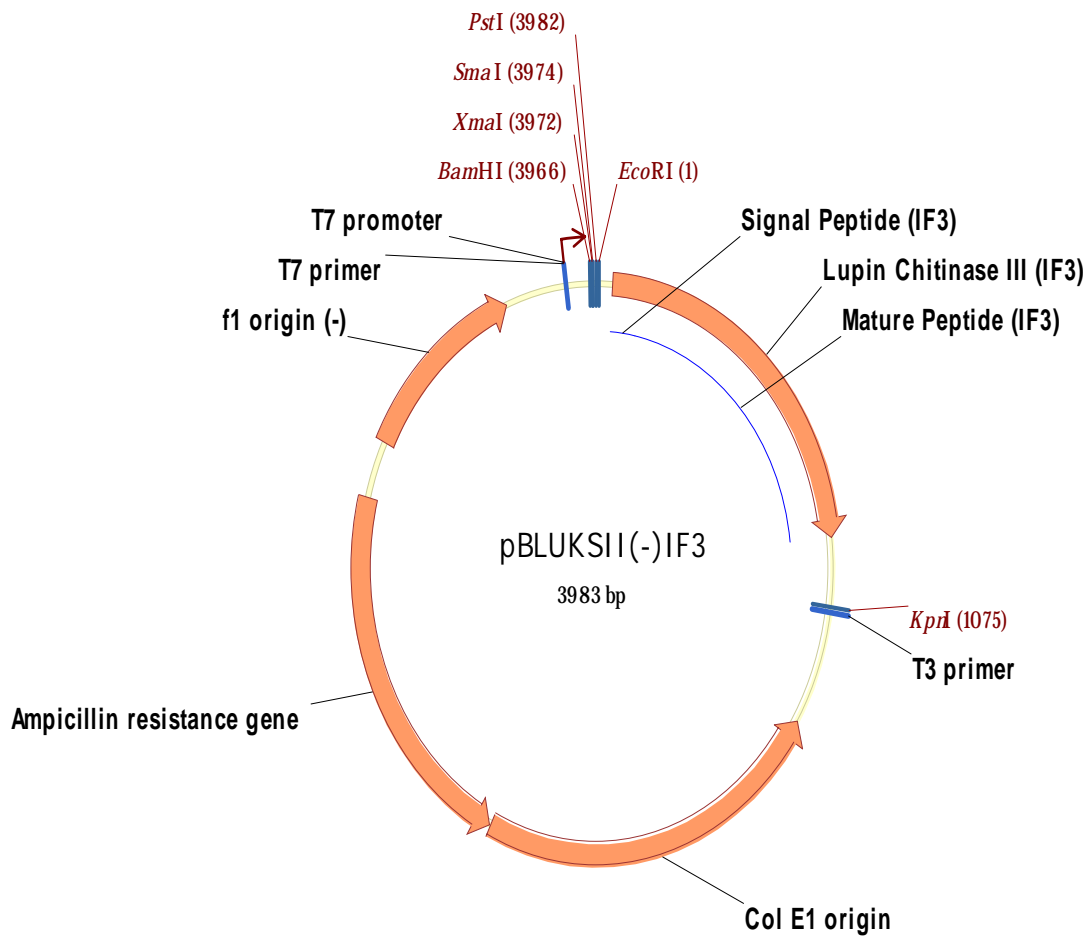 PstI (3982)
SmaI (3974)
XmaI (3972)
BamHI (3966)
EcoRI (1)
T7 promoter
Signal Peptide (IF3)
T7 primer
Lupin Chitinase III (IF3)
f1 origin (-)
Mature Peptide (IF3)
pBLUKSII(-)IF3
3983 bp
KpnI (1075)
T3 primer
Ampicillin resistance gene
Col E1 origin